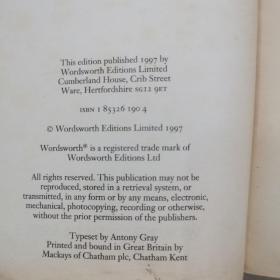 This edition published 1997 by
Wordsworth Editions Limited
Cumberland House, Crib Street
Ware, Hertfordshire SG12 9ET
ISBN 1 85326 190 4
© Wordsworth Editions Limited 1997
Wordsworth® is a registered trade mark of
Wordsworth Editions Ltd
All rights reserved. This publication may not be
reproduced, stored in a retrieval system, or
transmitted, in any form or by any means, electronic,
mechanical, photocopying, recording or otherwise,
without the prior permission of the publishers.
Typeset by Antony Gray
Printed and bound in Great Britain by
Mackays of Chatham plc, Chatham Kent